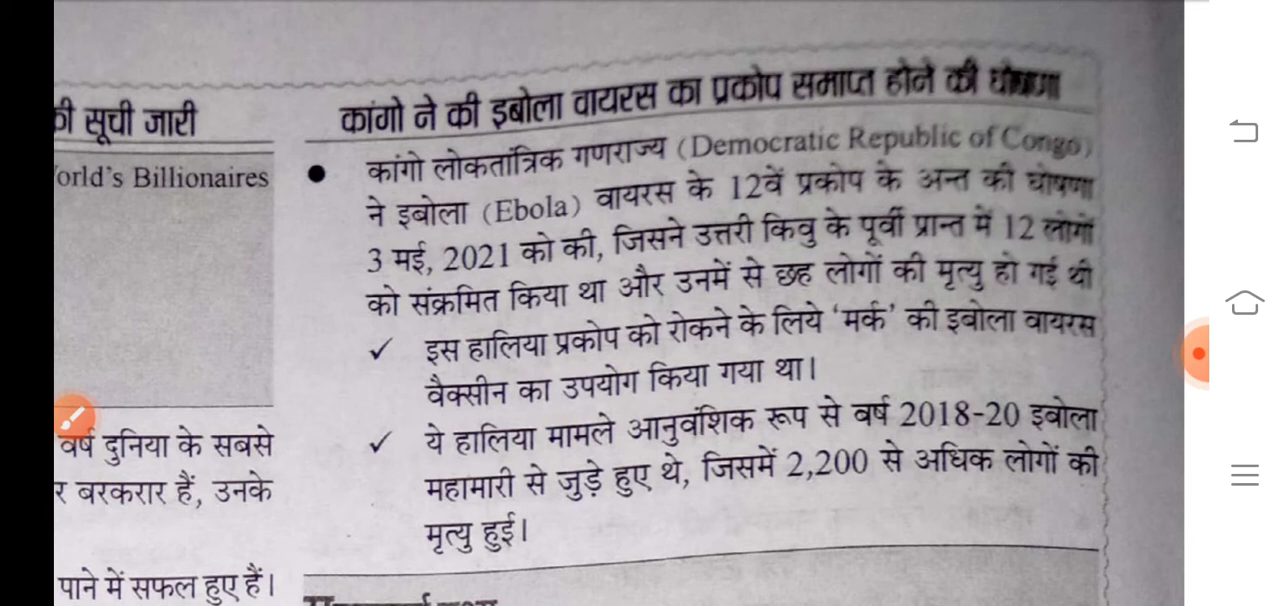 की सूची जारी
orld's Billionaires
वर्ष दुनिया के सबसे
र बरकरार हैं, उनके
पाने में सफल हुए हैं।
कांगो ने की इबोला वायरस का प्रकोप समाप्त होने की घोषणा
● कांगो लोकतांत्रिक गणराज्य (Democratic Republic of Congo)
ने इबोला (Ebola) वायरस के 12वें प्रकोप के अन्त की घोषणा
3 मई, 2021 को की, जिसने उत्तरी किवु के पूर्वी प्रान्त में 12 लोगों
को संक्रमित किया था और उनमें से छह लोगों की मृत्यु हो गई थी
✓ इस हालिया प्रकोप को रोकने के लिये ‘मर्क’ की इबोला वायरस
वैक्सीन का उपयोग किया गया था।
✓ ये हालिया मामले आनुवंशिक रूप से वर्ष 2018-20 इबोला
महामारी से जुड़े हुए थे, जिसमें 2,200 से अधिक लोगों की
मृत्यु हुई।